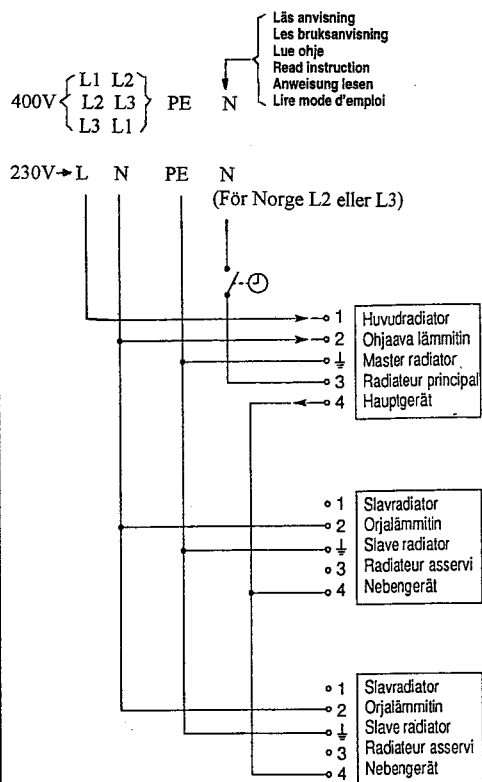 Läs anvisning
Les bruksanvisning
Lue ohje
Read instruction
Anweisung lesen
Lire mode d'emploi
L1 L2
400V L2 L3 PE N
L3 L1
230V→ L N PE N
(För Norge L2 eller L3)
1 Huvudradiator
2 Ohjaava lämmitin
⏚ Master radiator
3 Radiateur principal
4 Hauptgerät
1 Slavradiator
2 Orjalämmitin
⏚ Slave radiator
3 Radiateur asservi
4 Nebengerät
1 Slavradiator
2 Orjalämmitin
⏚ Slave radiator
3 Radiateur asservi
4 Nebengerät